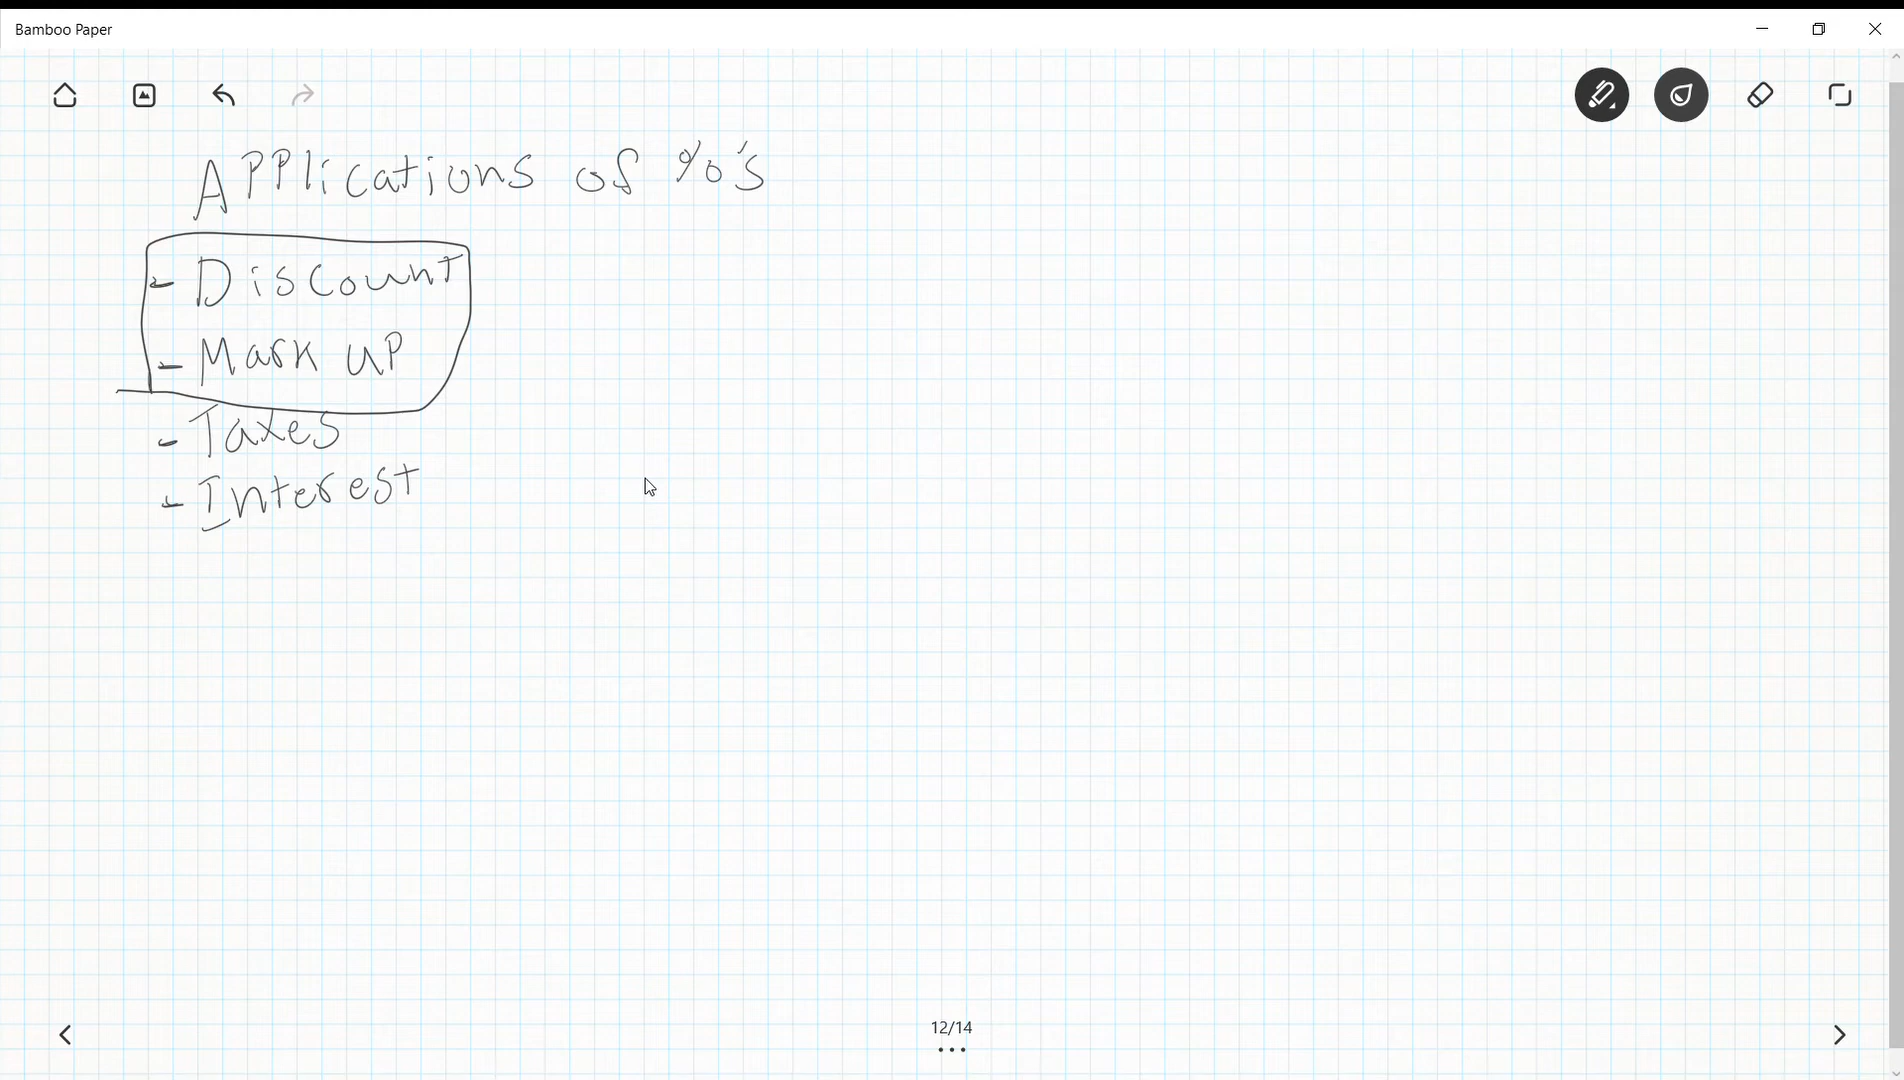 Bamboo Paper
Applications of %'s
- Discount
- Mark up
- Taxes
- Interest
12/14